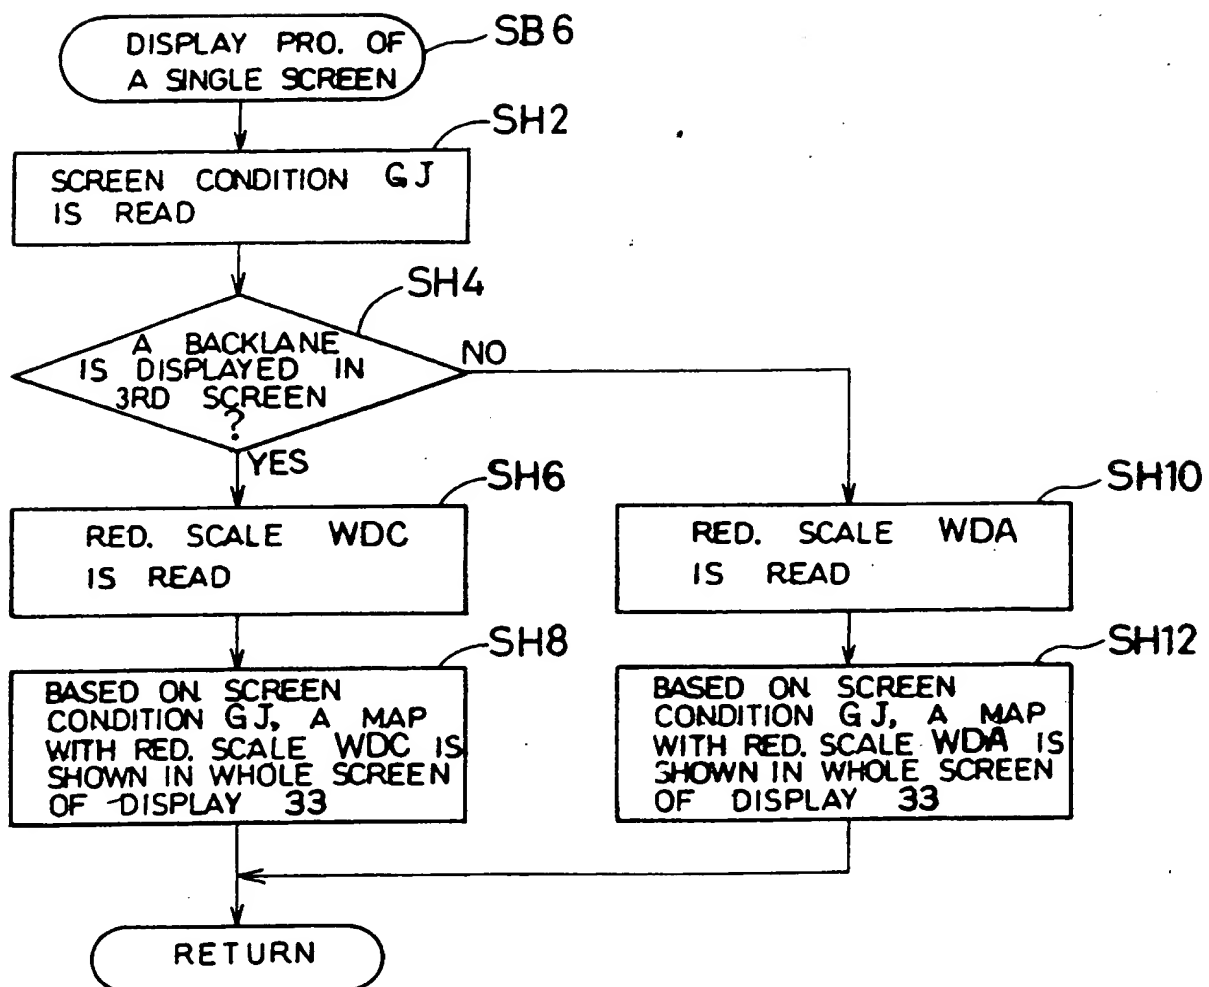 DISPLAY PRO. OF
A SINGLE SCREEN
SB6
SH2
SCREEN CONDITION GJ
IS READ
SH4
A BACKLANE
IS DISPLAYED IN
3RD SCREEN
?
NO
YES
SH6
RED. SCALE WDC
IS READ
SH10
RED. SCALE WDA
IS READ
SH8
BASED ON SCREEN
CONDITION GJ, A MAP
WITH RED. SCALE WDC IS
SHOWN IN WHOLE SCREEN
OF DISPLAY 33
SH12
BASED ON SCREEN
CONDITION GJ, A MAP
WITH RED. SCALE WDA IS
SHOWN IN WHOLE SCREEN
OF DISPLAY 33
RETURN